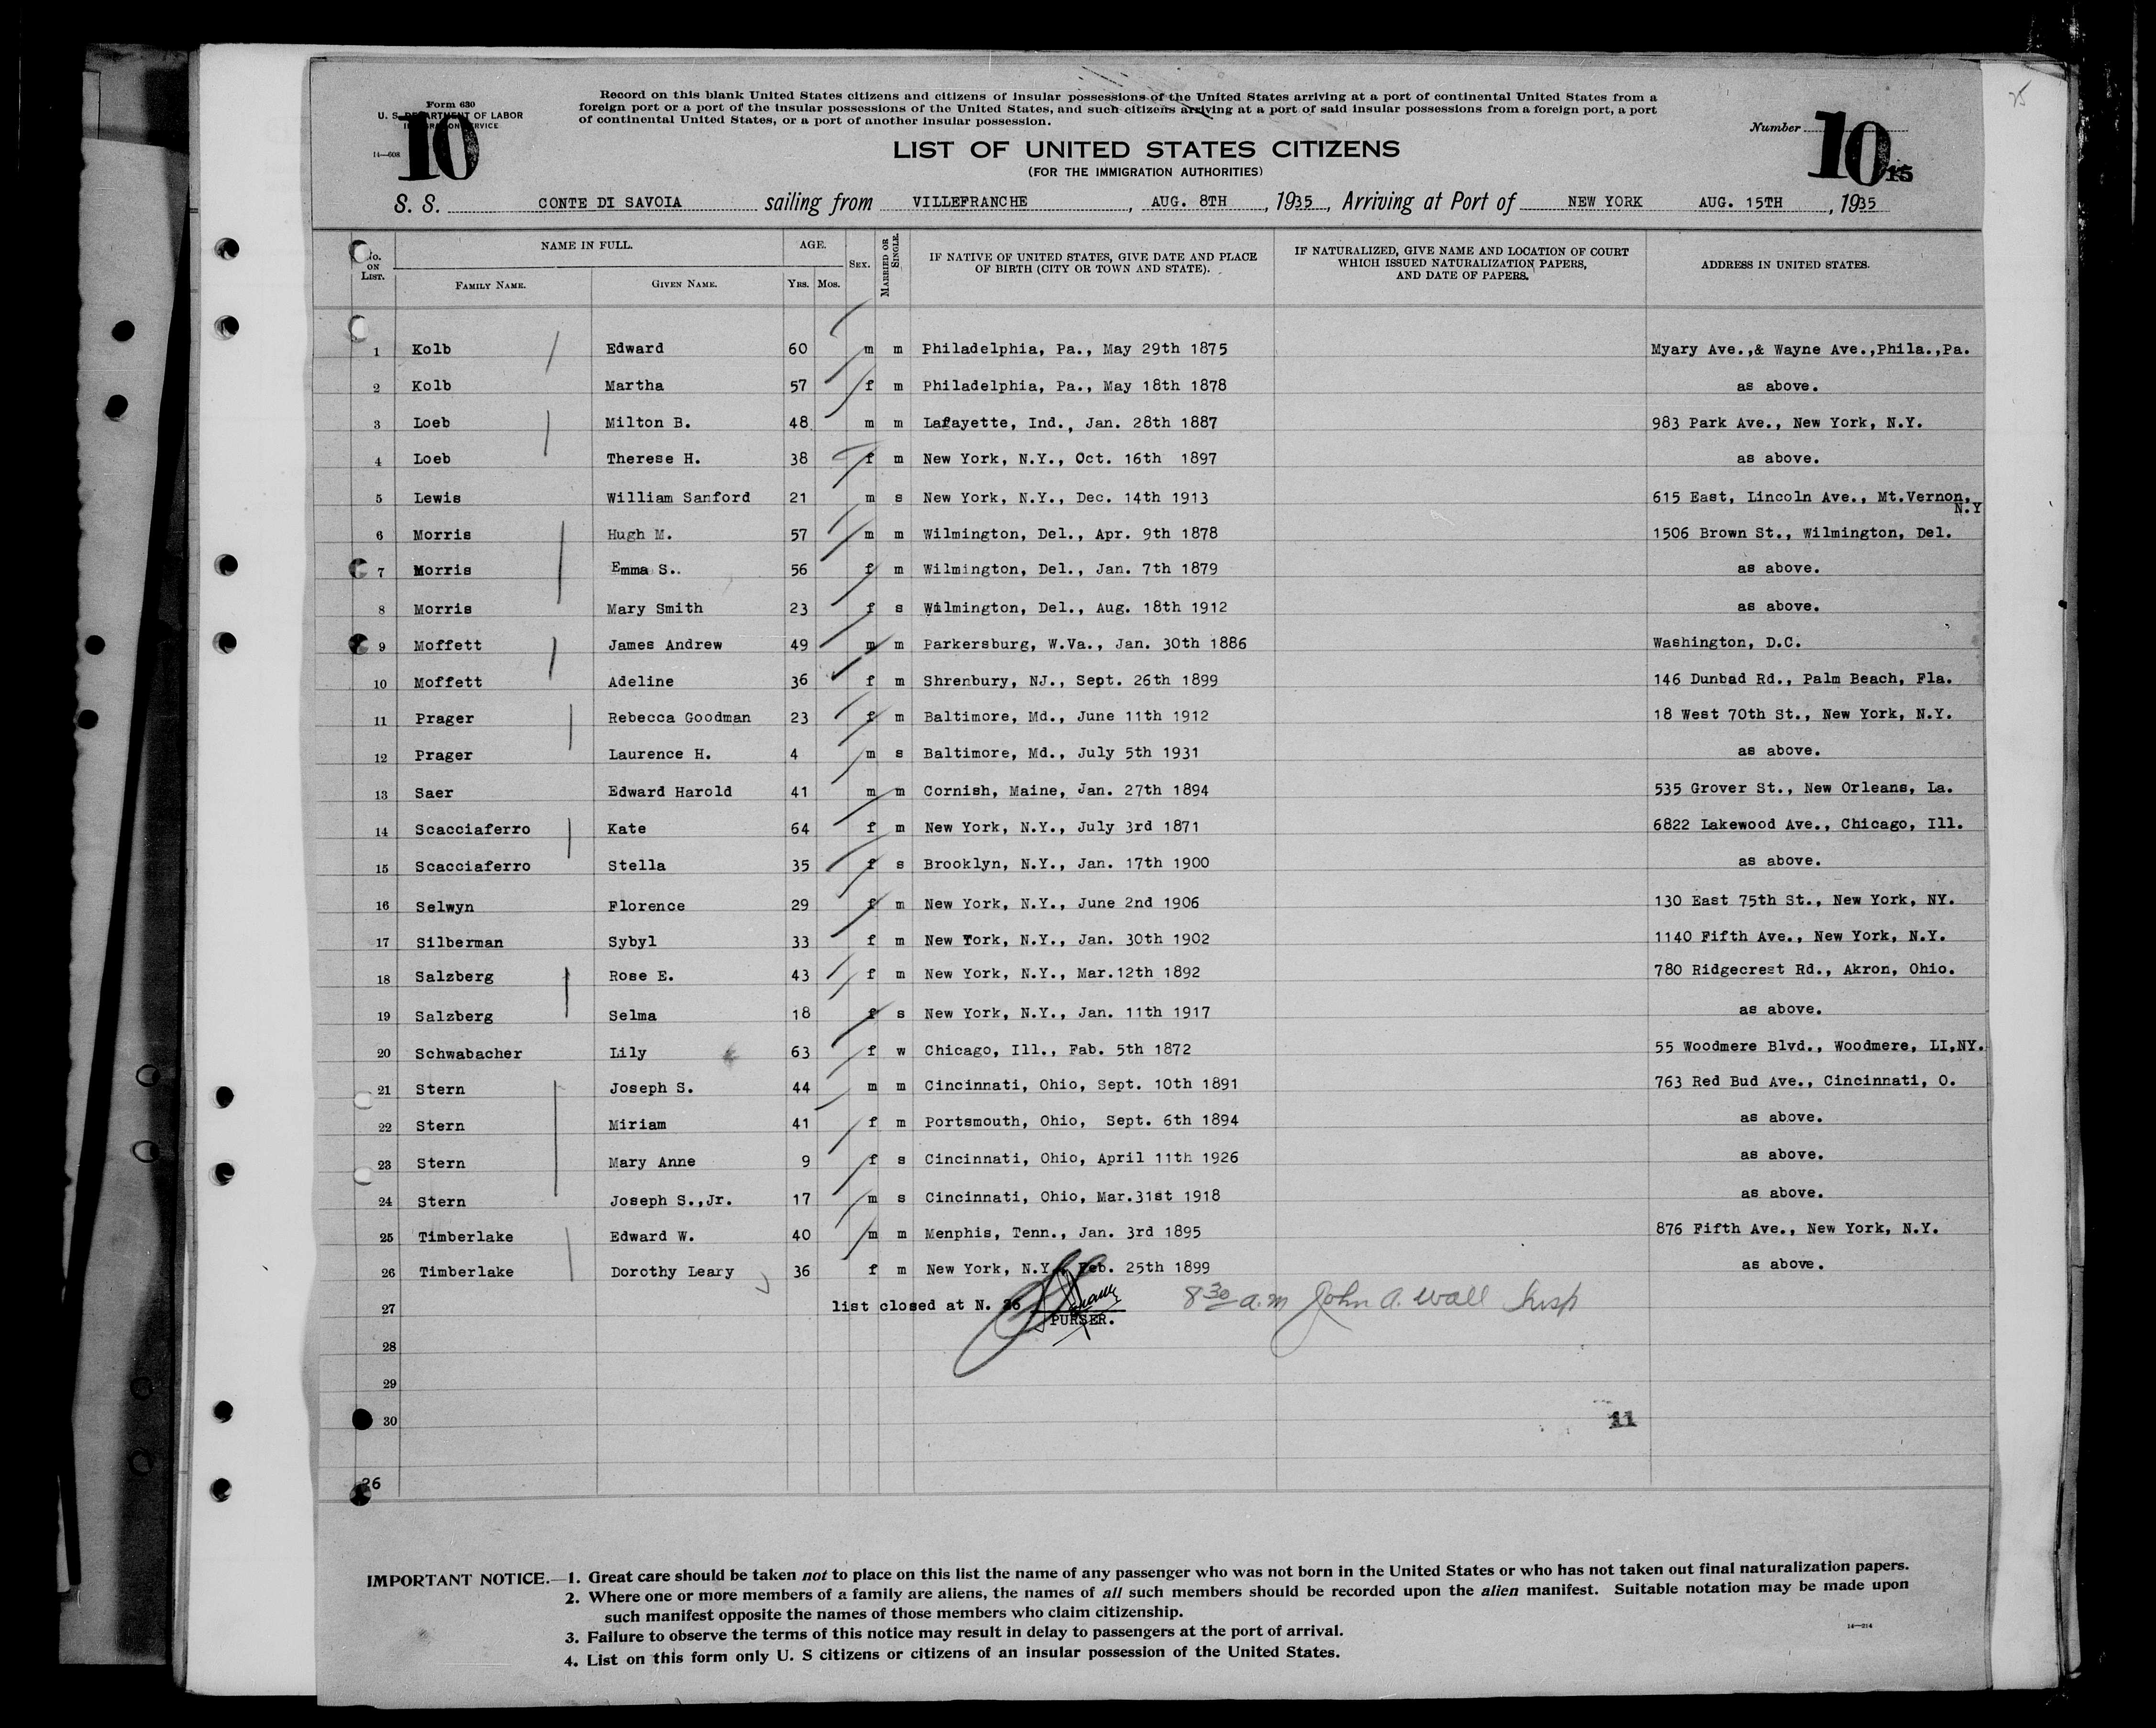 Form 630
U. S. DEPARTMENT OF LABOR
IMMIGRATION SERVICE
14—608
10
Record on this blank United States citizens and citizens of insular possessions of the United States arriving at a port of continental United States from a
foreign port or a port of the insular possessions of the United States, and such citizens arriving at a port of said insular possessions from a foreign port, a port
of continental United States, or a port of another insular possession.
Number 10 15
25
LIST OF UNITED STATES CITIZENS
(FOR THE IMMIGRATION AUTHORITIES)
S. S. CONTE DI SAVOIA sailing from VILLEFRANCHE, AUG. 8TH, 1935, Arriving at Port of NEW YORK AUG. 15TH, 1935
No. ON LIST. NAME IN FULL. FAMILY NAME. GIVEN NAME. AGE. YRS. MOS. SEX. MARRIED OR SINGLE. IF NATIVE OF UNITED STATES, GIVE DATE AND PLACE OF BIRTH (CITY OR TOWN AND STATE). IF NATURALIZED, GIVE NAME AND LOCATION OF COURT WHICH ISSUED NATURALIZATION PAPERS, AND DATE OF PAPERS. ADDRESS IN UNITED STATES.
1 Kolb Edward 60 m m Philadelphia, Pa., May 29th 1875 Myary Ave.,& Wayne Ave.,Phila.,Pa.
2 Kolb Martha 57 f m Philadelphia, Pa., May 18th 1878 as above.
3 Loeb Milton B. 48 m m Lafayette, Ind., Jan. 28th 1887 983 Park Ave., New York, N.Y.
4 Loeb Therese H. 38 f m New York, N.Y., Oct. 16th 1897 as above.
5 Lewis William Sanford 21 m s New York, N.Y., Dec. 14th 1913 615 East, Lincoln Ave., Mt.Vernon, N.Y
6 Morris Hugh M. 57 m m Wilmington, Del., Apr. 9th 1878 1506 Brown St., Wilmington, Del.
7 Morris Emma S. 56 f m Wilmington, Del., Jan. 7th 1879 as above.
8 Morris Mary Smith 23 f s Wilmington, Del., Aug. 18th 1912 as above.
9 Moffett James Andrew 49 m m Parkersburg, W.Va., Jan. 30th 1886 Washington, D.C.
10 Moffett Adeline 36 f m Shrenbury, NJ., Sept. 26th 1899 146 Dunbad Rd., Palm Beach, Fla.
11 Prager Rebecca Goodman 23 f m Baltimore, Md., June 11th 1912 18 West 70th St., New York, N.Y.
12 Prager Laurence H. 4 m s Baltimore, Md., July 5th 1931 as above.
13 Saer Edward Harold 41 m m Cornish, Maine, Jan. 27th 1894 535 Grover St., New Orleans, La.
14 Scacciaferro Kate 64 f m New York, N.Y., July 3rd 1871 6822 Lakewood Ave., Chicago, Ill.
15 Scacciaferro Stella 35 f s Brooklyn, N.Y., Jan. 17th 1900 as above.
16 Selwyn Florence 29 f m New York, N.Y., June 2nd 1906 130 East 75th St., New York, NY.
17 Silberman Sybyl 33 f m New Tork, N.Y., Jan. 30th 1902 1140 Fifth Ave., New York, N.Y.
18 Salzberg Rose E. 43 f m New York, N.Y., Mar.12th 1892 780 Ridgecrest Rd., Akron, Ohio.
19 Salzberg Selma 18 f s New York, N.Y., Jan. 11th 1917 as above.
20 Schwabacher Lily 63 f w Chicago, Ill., Fab. 5th 1872 55 Woodmere Blvd., Woodmere, LI,NY.
21 Stern Joseph S. 44 m m Cincinnati, Ohio, Sept. 10th 1891 763 Red Bud Ave., Cincinnati, O.
22 Stern Miriam 41 f m Portsmouth, Ohio, Sept. 6th 1894 as above.
23 Stern Mary Anne 9 f s Cincinnati, Ohio, April 11th 1926 as above.
24 Stern Joseph S.,Jr. 17 m s Cincinnati, Ohio, Mar.31st 1918 as above.
25 Timberlake Edward W. 40 m m Menphis, Tenn., Jan. 3rd 1895 876 Fifth Ave., New York, N.Y.
26 Timberlake Dorothy Leary 36 f m New York, N.Y., Feb. 25th 1899 as above.
27 list closed at N. 26 8 30 a.m John A. Wall Insp
PURSER.
28
29
30 11
26
IMPORTANT NOTICE.—1. Great care should be taken not to place on this list the name of any passenger who was not born in the United States or who has not taken out final naturalization papers.
2. Where one or more members of a family are aliens, the names of all such members should be recorded upon the alien manifest. Suitable notation may be made upon
such manifest opposite the names of those members who claim citizenship.
3. Failure to observe the terms of this notice may result in delay to passengers at the port of arrival.
4. List on this form only U. S citizens or citizens of an insular possession of the United States.
14—214